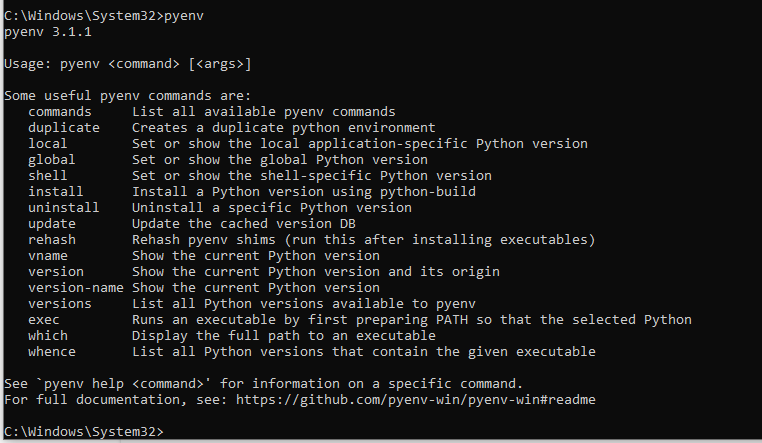 C:\Windows\System32>pyenv
pyenv 3.1.1

Usage: pyenv <command> [<args>]

Some useful pyenv commands are:
   commands     List all available pyenv commands
   duplicate    Creates a duplicate python environment
   local        Set or show the local application-specific Python version
   global       Set or show the global Python version
   shell        Set or show the shell-specific Python version
   install      Install a Python version using python-build
   uninstall    Uninstall a specific Python version
   update       Update the cached version DB
   rehash       Rehash pyenv shims (run this after installing executables)
   vname        Show the current Python version
   version      Show the current Python version and its origin
   version-name Show the current Python version
   versions     List all Python versions available to pyenv
   exec         Runs an executable by first preparing PATH so that the selected Python
   which        Display the full path to an executable
   whence       List all Python versions that contain the given executable

See `pyenv help <command>' for information on a specific command.
For full documentation, see: https://github.com/pyenv-win/pyenv-win#readme

C:\Windows\System32>